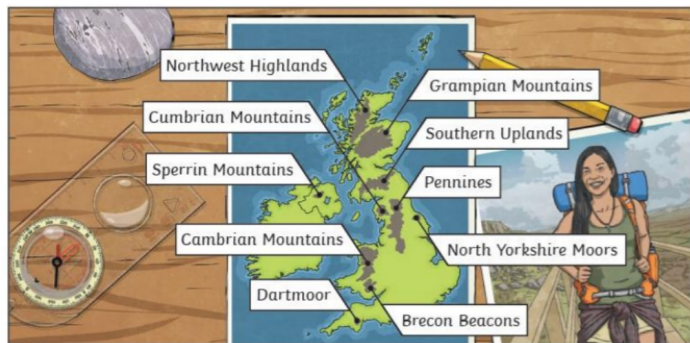 Northwest Highlands
Grampian Mountains
Cumbrian Mountains
Southern Uplands
Sperrin Mountains
Pennines
Cambrian Mountains
North Yorkshire Moors
Dartmoor
Brecon Beacons